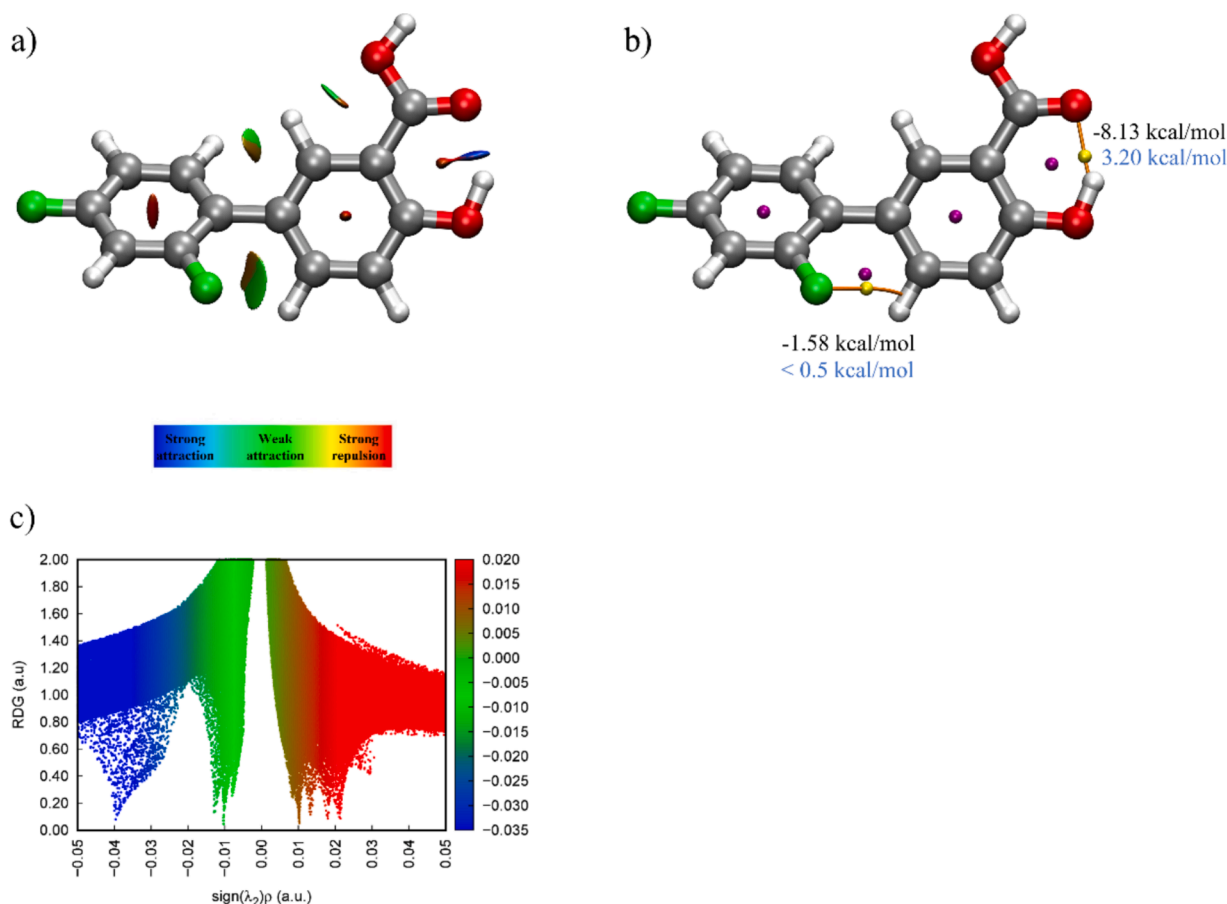 a)
b)
-8.13 kcal/mol
3.20 kcal/mol
-1.58 kcal/mol
< 0.5 kcal/mol
Strong attraction
Weak attraction
Strong repulsion
c)
RDG (a.u)
2.00
1.80
1.60
1.40
1.20
1.00
0.80
0.60
0.40
0.20
0.00
−0.05
−0.04
−0.03
−0.02
−0.01
0.00
0.01
0.02
0.03
0.04
0.05
sign(λ₂)ρ (a.u.)
0.020
0.015
0.010
0.005
0.000
−0.005
−0.010
−0.015
−0.020
−0.025
−0.030
−0.035